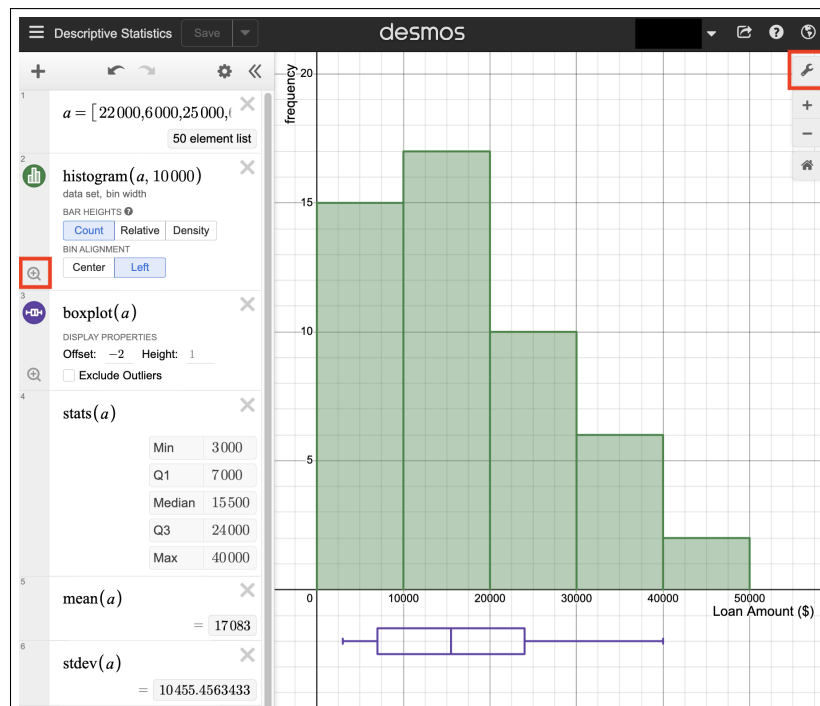 Descriptive Statistics
Save
desmos
1
a = [22000,6000,25000,
50 element list
2
histogram(a, 10000)
data set, bin width
BAR HEIGHTS
Count Relative Density
BIN ALIGNMENT
Center Left
3
boxplot(a)
DISPLAY PROPERTIES
Offset: −2 Height: 1
Exclude Outliers
4
stats(a)
Min 3000
Q1 7000
Median 15500
Q3 24000
Max 40000
5
mean(a)
= 17083
6
stdev(a)
= 10455.4563433
frequency
20
15
10
5
0 10000 20000 30000 40000 50000
Loan Amount ($)